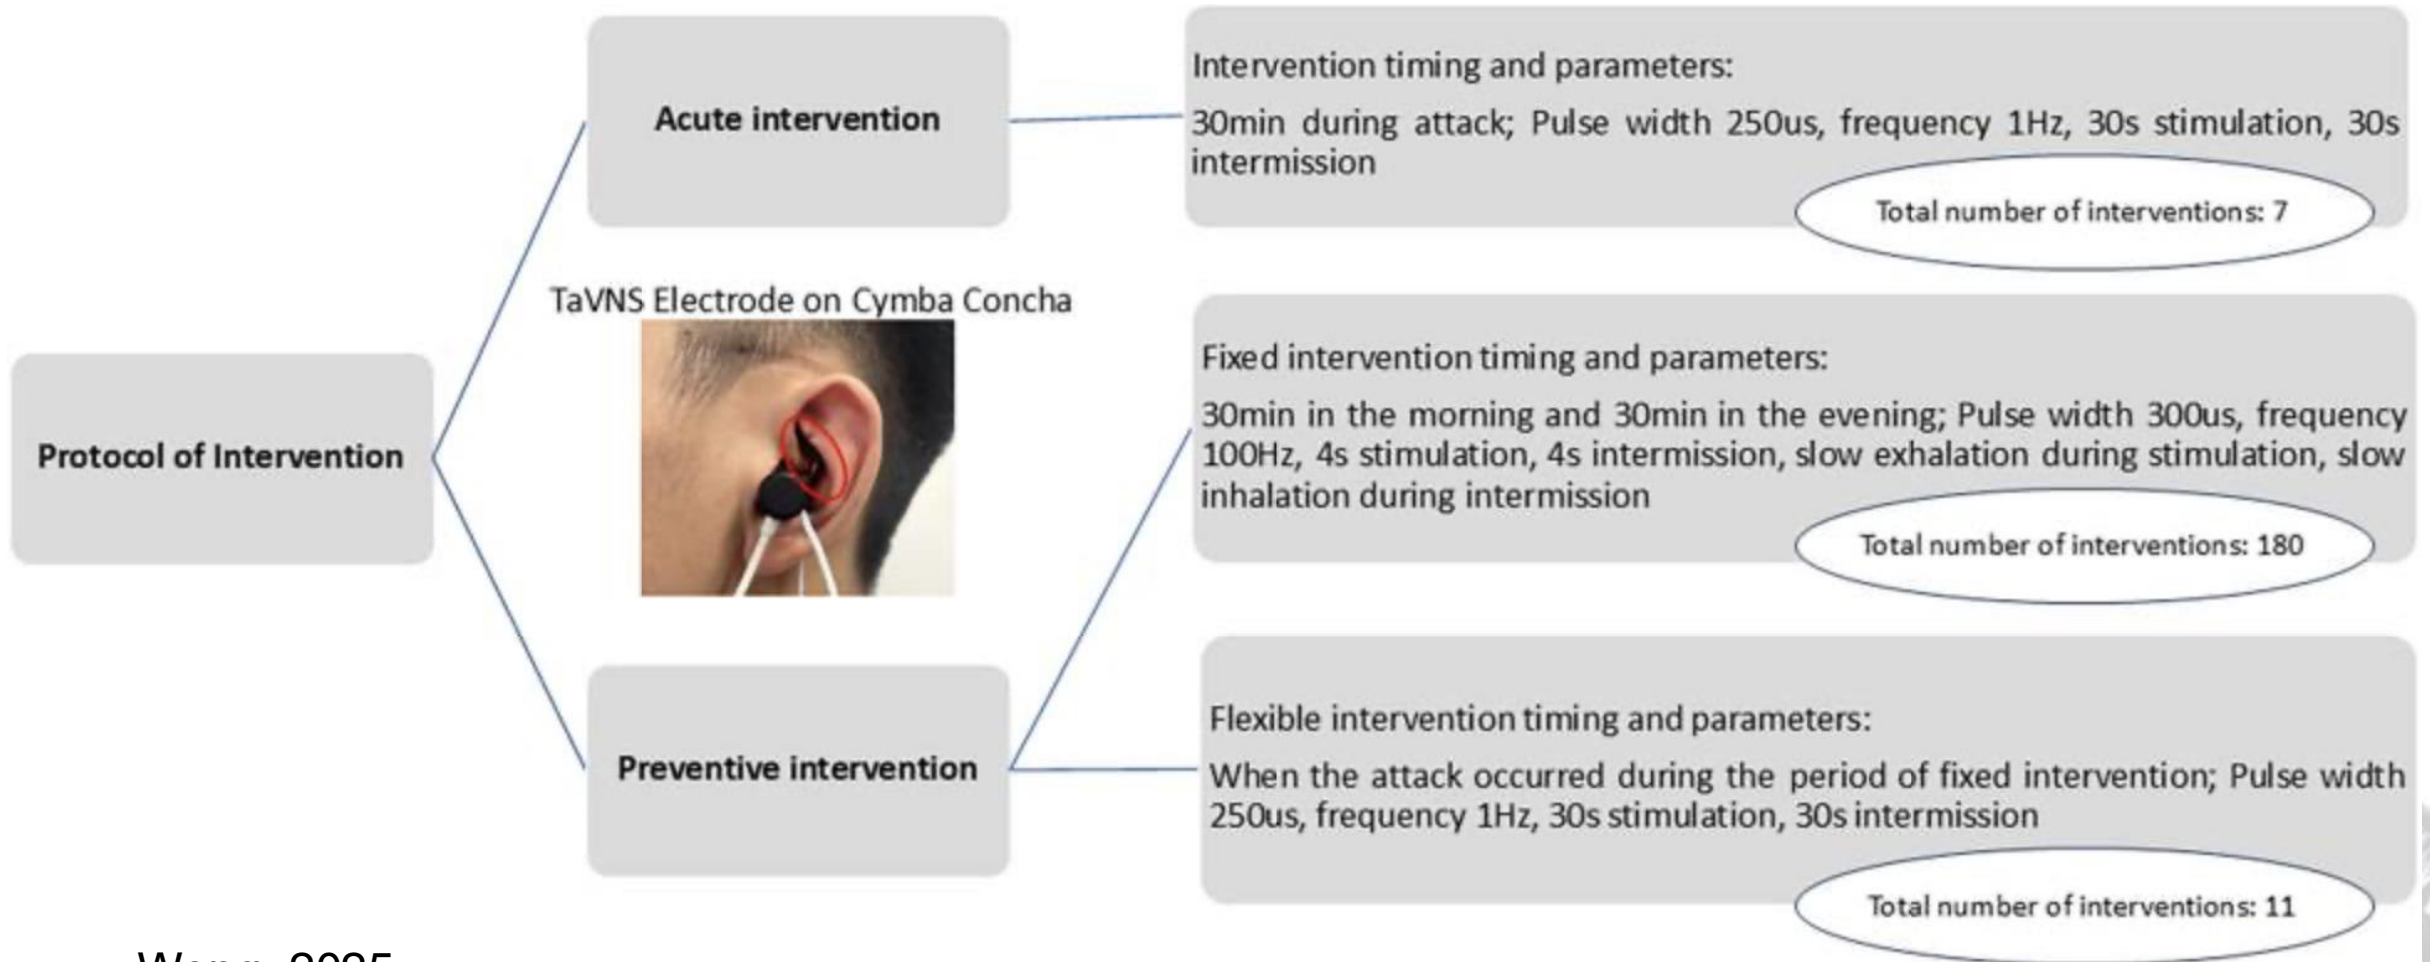 Acute intervention
Intervention timing and parameters:
30min during attack; Pulse width 250us, frequency 1Hz, 30s stimulation, 30s
intermission
Total number of interventions: 7
TaVNS Electrode on Cymba Concha
Protocol of Intervention
Fixed intervention timing and parameters:
30min in the morning and 30min in the evening; Pulse width 300us, frequency
100Hz, 4s stimulation, 4s intermission, slow exhalation during stimulation, slow
inhalation during intermission
Total number of interventions: 180
Preventive intervention
Flexible intervention timing and parameters:
When the attack occurred during the period of fixed intervention; Pulse width
250us, frequency 1Hz, 30s stimulation, 30s intermission
Total number of interventions: 11
2025